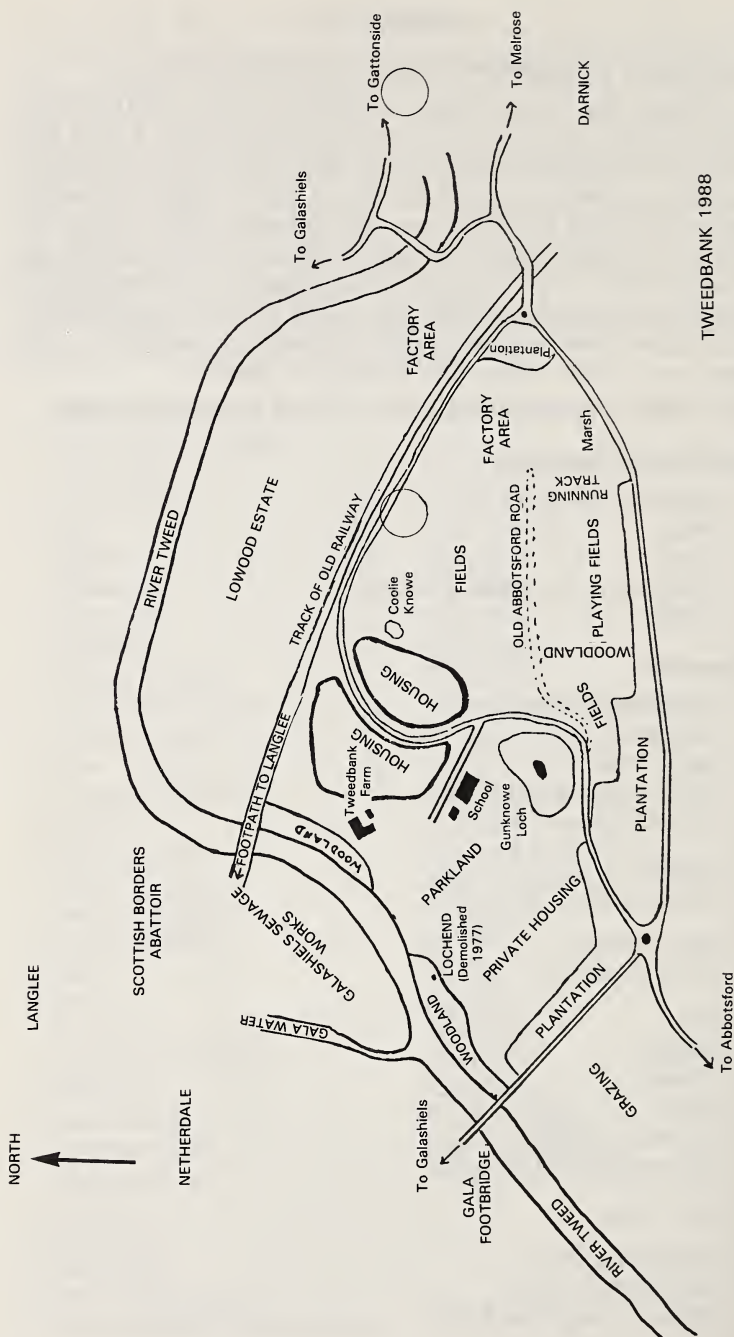 NORTH
LANGLEE
NETHERDALE
SCOTTISH BORDERS
ABATTOIR
To Galashiels
To Gattonside
To Melrose
DARNICK
RIVER TWEED
LOWOOD ESTATE
FACTORY
AREA
TRACK OF OLD RAILWAY
FOOTPATH TO LANGLEE
GALASHIELS SEWAGE
WORKS
GALA WATER
WOODLAND
HOUSING
Tweedbank
Farm
HOUSING
Coolie
Knowe
FIELDS
FACTORY
AREA
Plantation
School
PARKLAND
Gunknowe
Loch
OLD ABBOTSFORD ROAD
Marsh
RUNNING
TRACK
PLAYING FIELDS
WOODLAND
FIELDS
LOCHEND
(Demolished
1977)
WOODLAND
PRIVATE HOUSING
PLANTATION
PLANTATION
GRAZING
To Galashiels
GALA
FOOTBRIDGE
RIVER TWEED
To Abbotsford
TWEEDBANK 1988